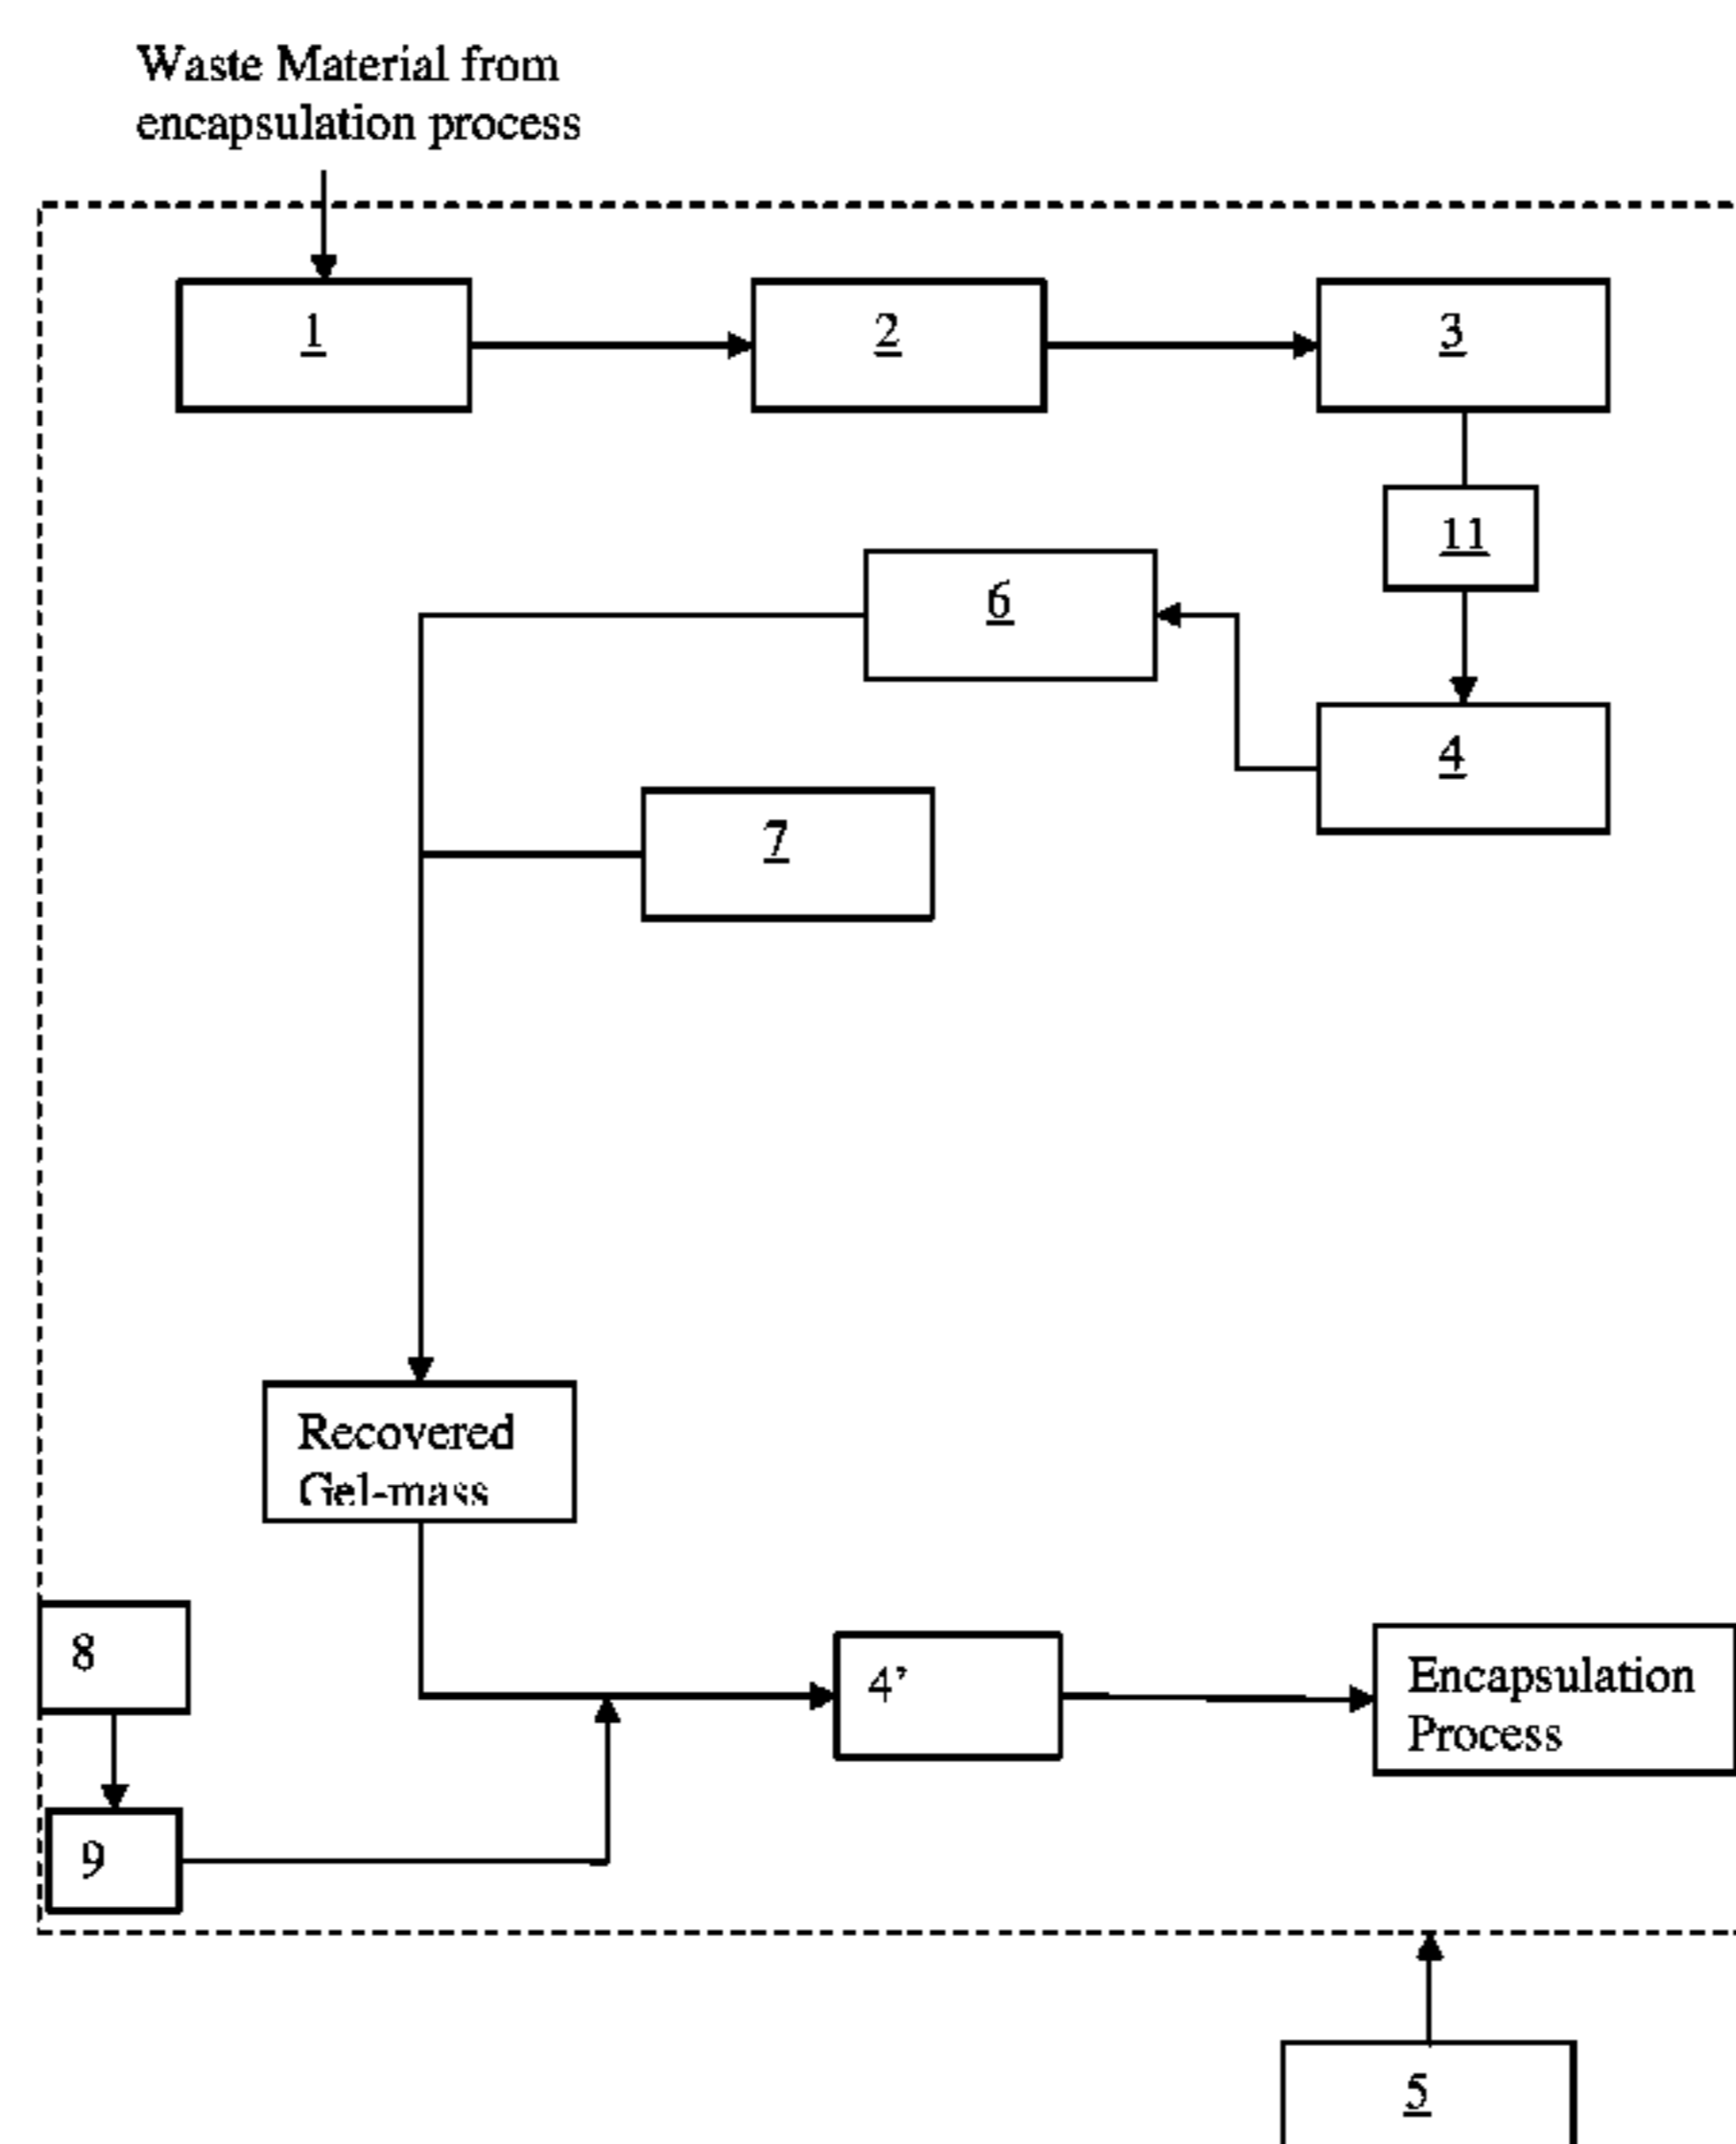 Waste Material from
encapsulation process
1
2
3
11
6
4
7
Recovered
Gel-mass
8
4’
Encapsulation
Process
9
5